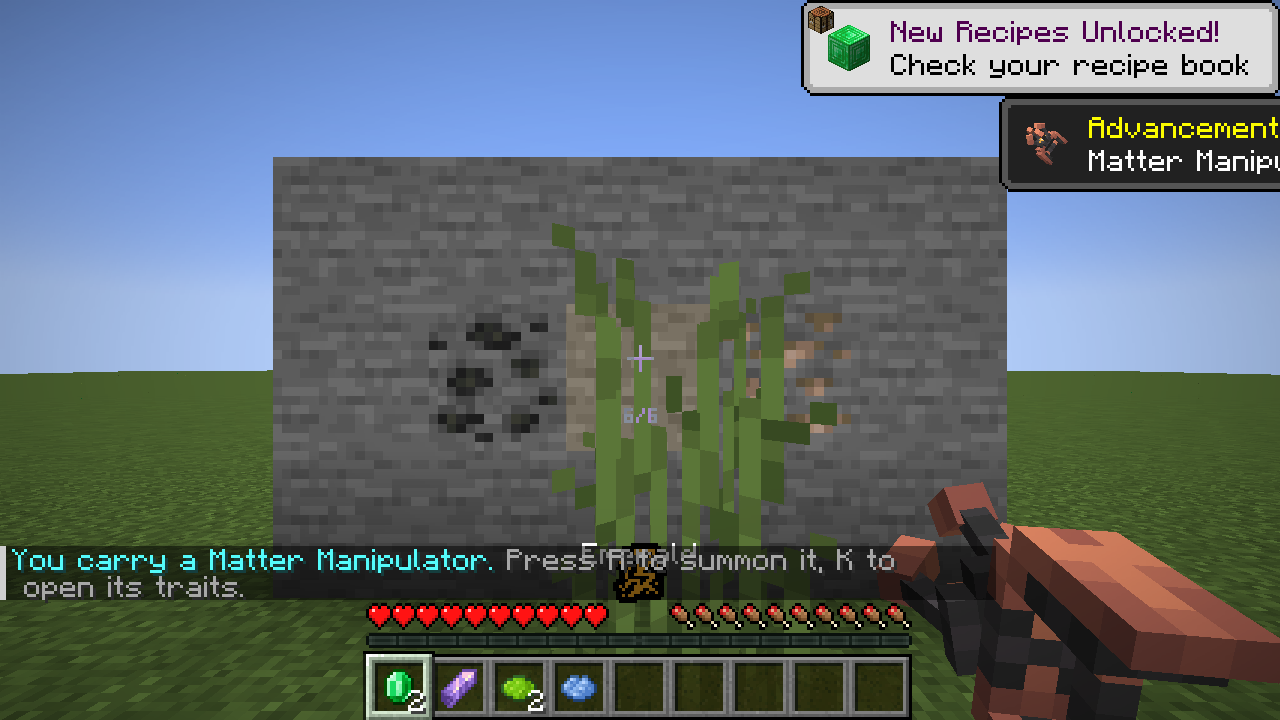 New Recipes Unlocked!
Check your recipe book
Advancement
Matter Manipu
6/6
Emerald
You carry a Matter Manipulator. Press R to summon it, K to
open its traits.
2
2